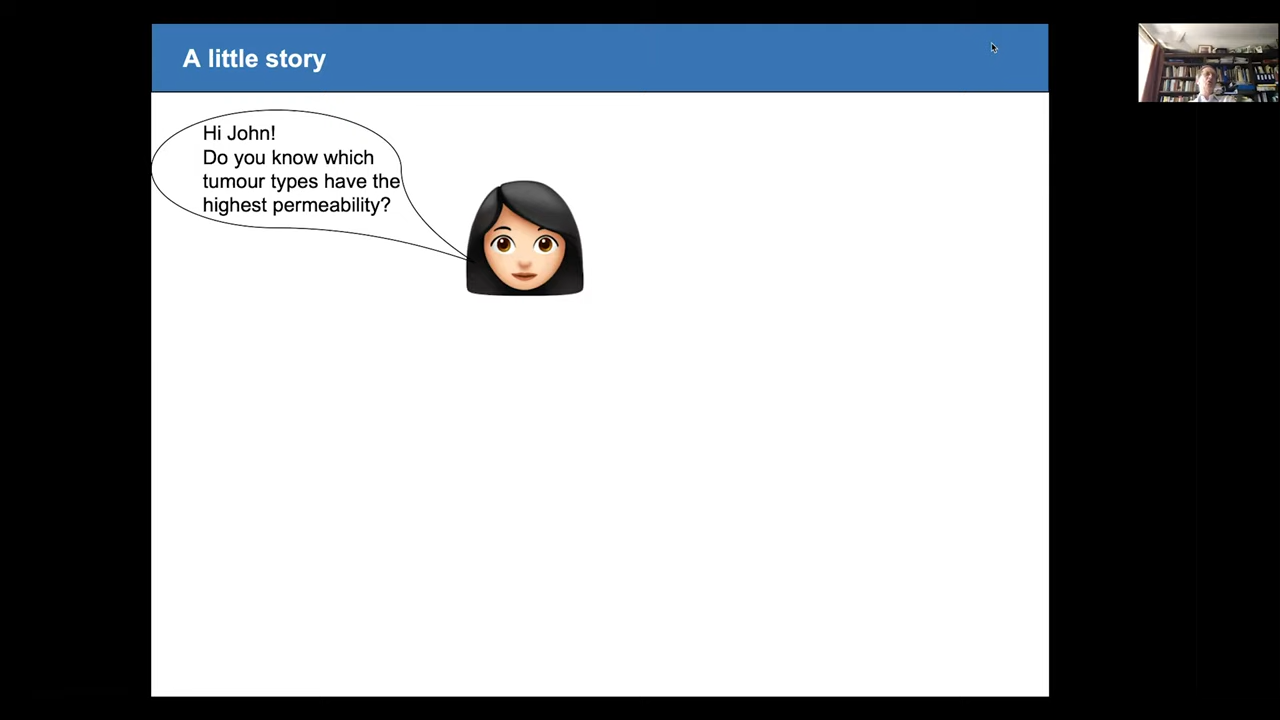 A little story
Hi John!
Do you know which
tumour types have the
highest permeability?